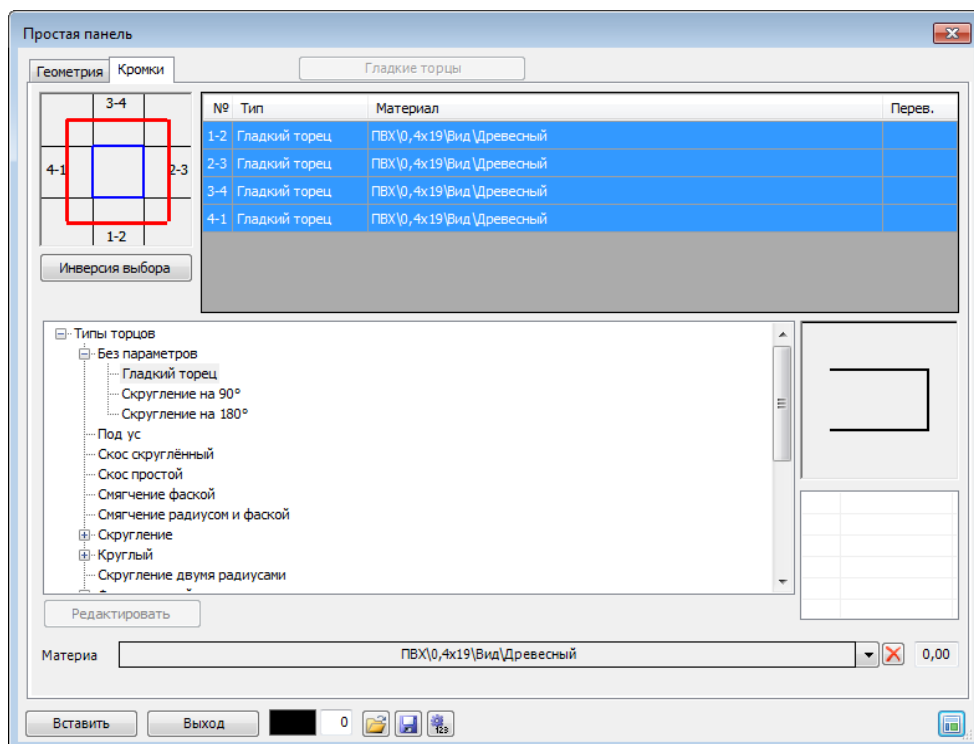 Простая панель
Геометрия Кромки Гладкие торцы
3-4
4-1 2-3
1-2
Инверсия выбора
№ Тип Материал Перев.
1-2 Гладкий торец ПВХ\0,4x19\Вид\Древесный
2-3 Гладкий торец ПВХ\0,4x19\Вид\Древесный
3-4 Гладкий торец ПВХ\0,4x19\Вид\Древесный
4-1 Гладкий торец ПВХ\0,4x19\Вид\Древесный
Типы торцов
Без параметров
Гладкий торец
Скругление на 90°
Скругление на 180°
Под ус
Скос скруглённый
Скос простой
Смягчение фаской
Смягчение радиусом и фаской
Скругление
Круглый
Скругление двумя радиусами
Редактировать
Материа ПВХ\0,4x19\Вид\Древесный 0,00
Вставить Выход 0 123